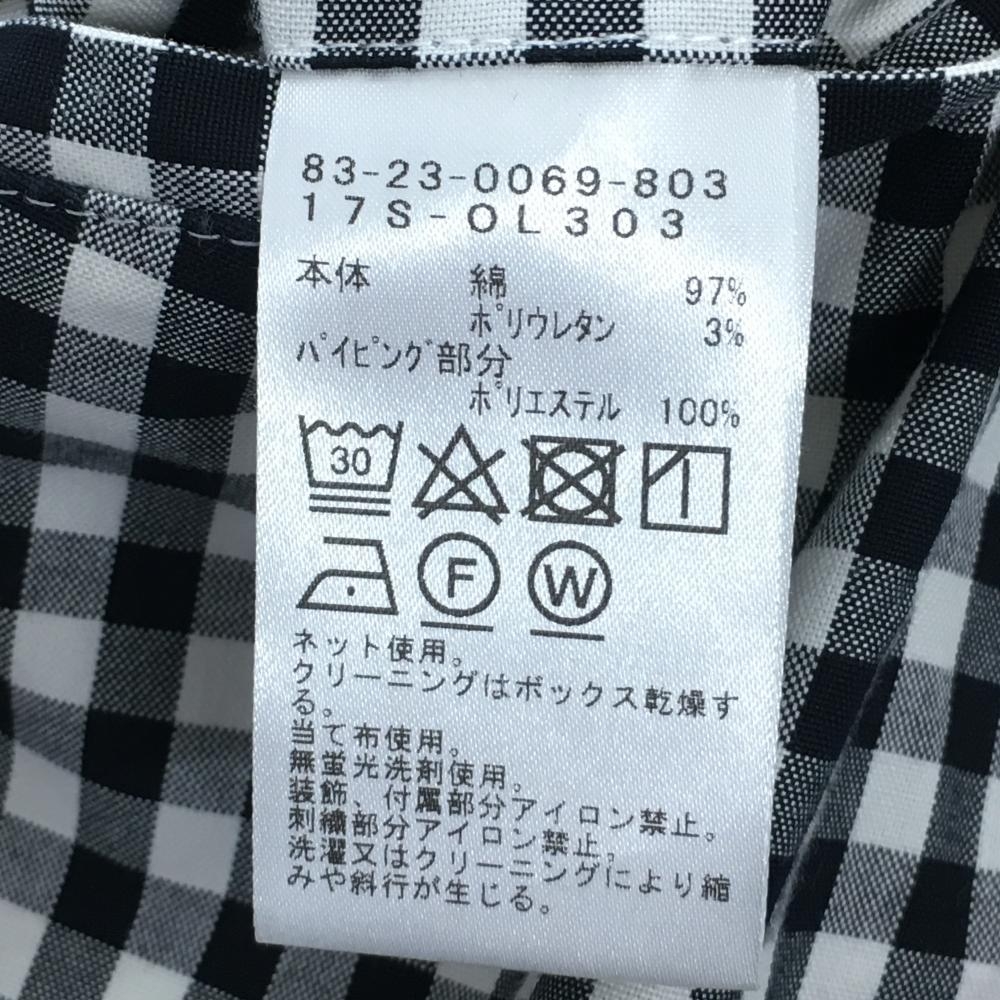 83-23-0069-803
17S-OL303
本体 綿 97%
ﾎﾟﾘウレタン 3%
ﾊﾟｲﾋﾟﾝｸﾞ部分
ﾎﾟﾘエステル 100%
30
F W
ネット使用。
クリーニングはボックス乾燥す
る。
当て布使用。
無蛍光洗剤使用。
装飾、付属部分アイロン禁止。
刺繍部分アイロン禁止。
洗濯又はクリーニングにより縮
みや斜行が生じる。